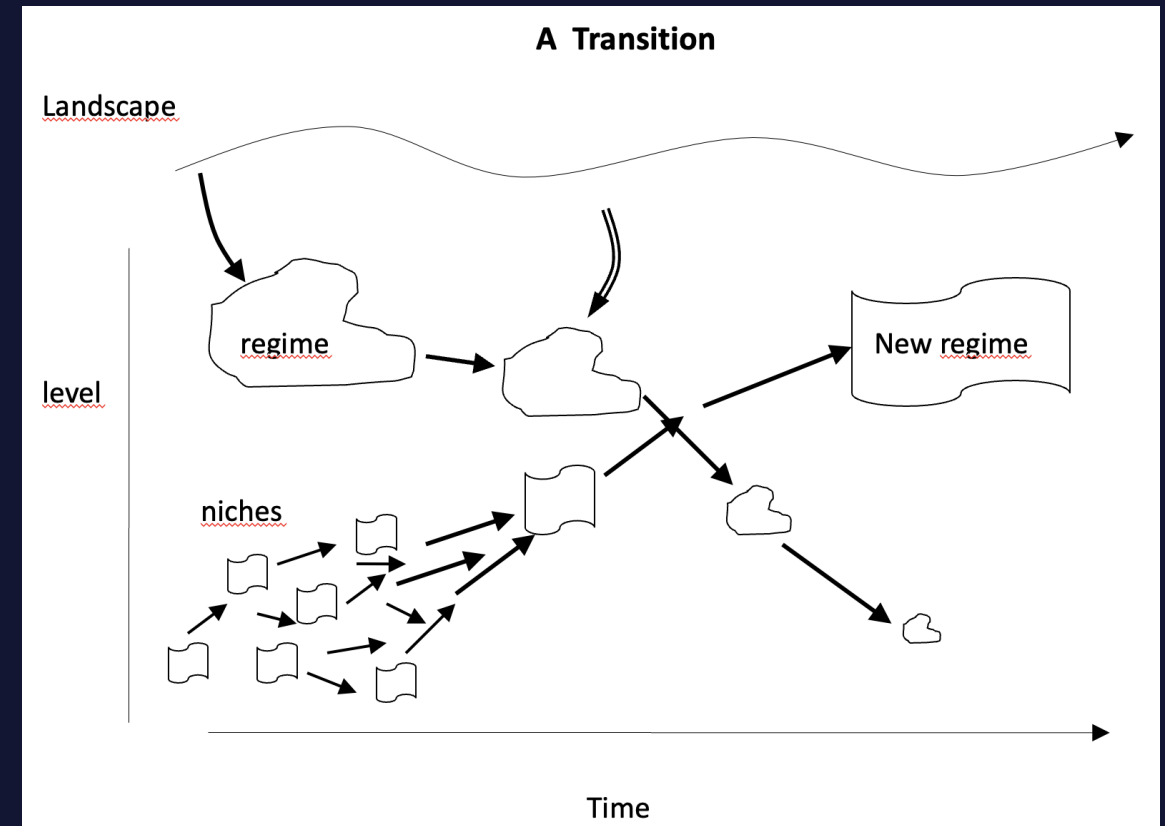 A Transition
Landscape
regime
New regime
level
niches
Time